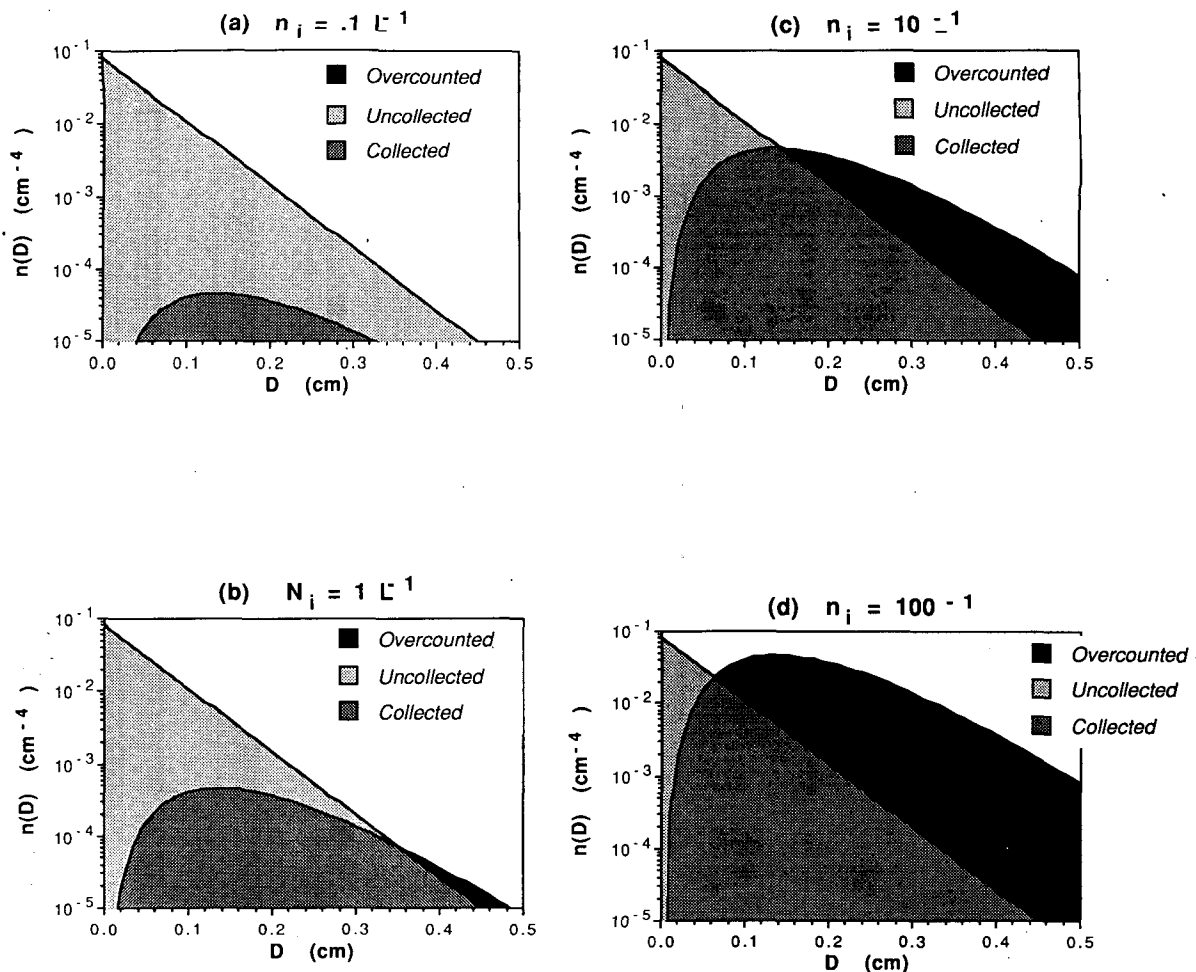 (a) n i = .1 L-1
10-1
10-2
10-3
10-4
10-5
n(D) (cm-4)
Overcounted
Uncollected
Collected
0.0 0.1 0.2 0.3 0.4 0.5
D (cm)
(c) n i = 10 -1
10-1
10-2
10-3
10-4
10-5
n(D) (cm-4)
Overcounted
Uncollected
Collected
0.0 0.1 0.2 0.3 0.4 0.5
D (cm)
(b) N i = 1 L-1
10-1
10-2
10-3
10-4
10-5
n(D) (cm-4)
Overcounted
Uncollected
Collected
0.0 0.1 0.2 0.3 0.4 0.5
D (cm)
(d) n i = 100 -1
10-1
10-2
10-3
10-4
10-5
n(D) (cm-4)
Overcounted
Uncollected
Collected
0.0 0.1 0.2 0.3 0.4 0.5
D (cm)